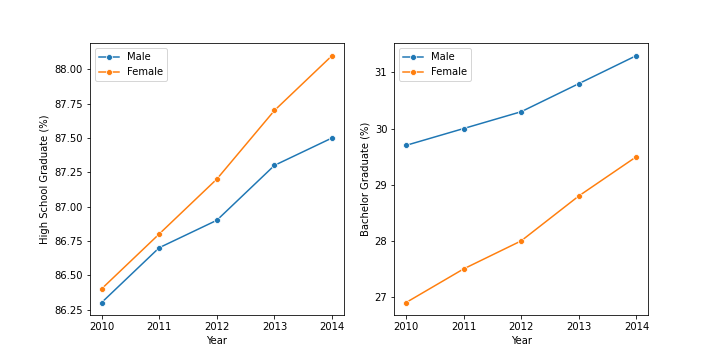 Male
Female
88.00
87.75
87.50
87.25
87.00
86.75
86.50
86.25
High School Graduate (%)
2010 2011 2012 2013 2014
Year
Male
Female
31
30
29
28
27
Bachelor Graduate (%)
2010 2011 2012 2013 2014
Year